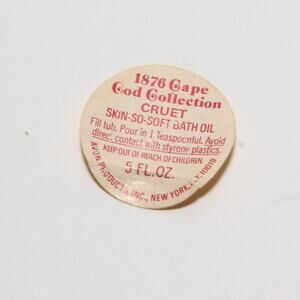 1876 Cape
Cod Collection
CRUET
SKIN-SO-SOFT BATH OIL
Fill tub. Pour in 1 Teaspoonful. Avoid
direct contact with styrene plastics.
KEEP OUT OF REACH OF CHILDREN
5 FL.OZ.
AVON PRODUCTS, INC., NEW YORK, N.Y. 10019